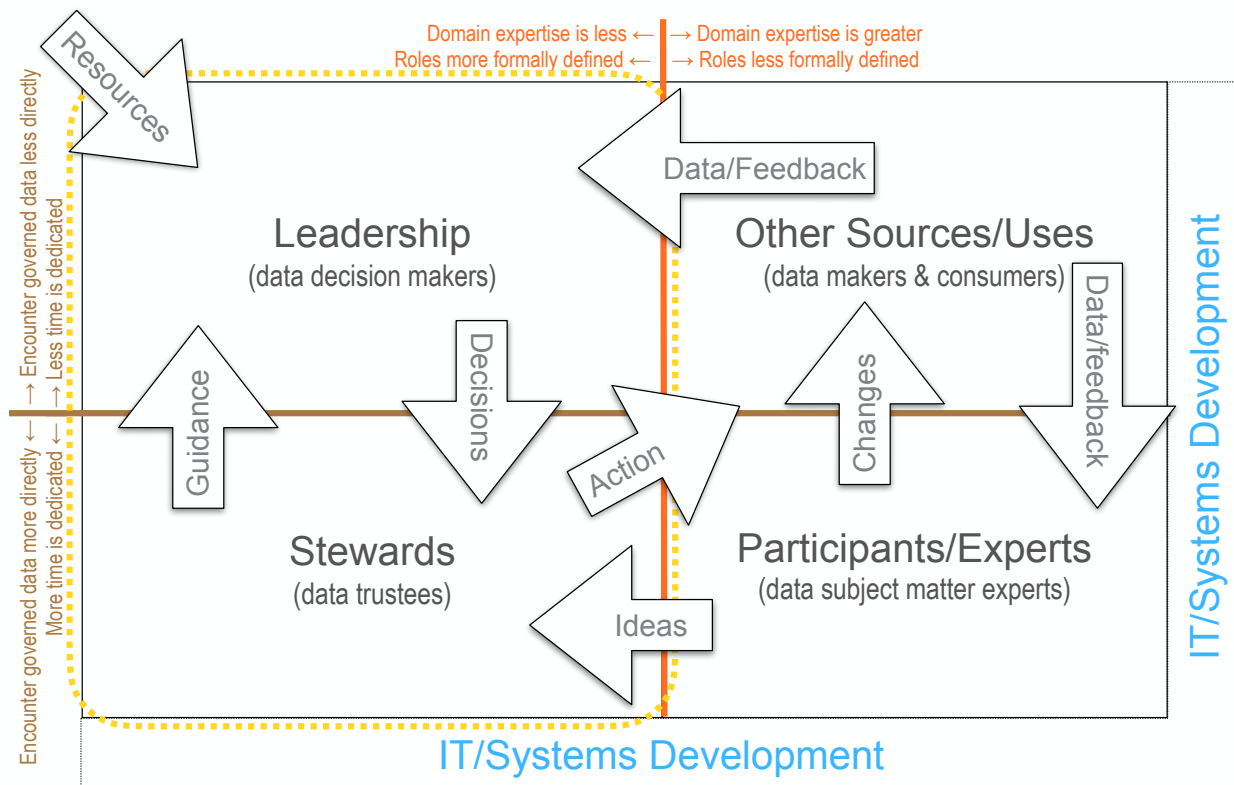 Domain expertise is less ← → Domain expertise is greater
Roles more formally defined ← → Roles less formally defined
Resources
Data/Feedback
Leadership
(data decision makers)
Other Sources/Uses
(data makers & consumers)
→ Encounter governed data less directly
→ Less time is dedicated
Encounter governed data more directly ←
More time is dedicated ←
Guidance
Decisions
Action
Changes
Data/feedback
Stewards
(data trustees)
Participants/Experts
(data subject matter experts)
Ideas
IT/Systems Development
IT/Systems Development